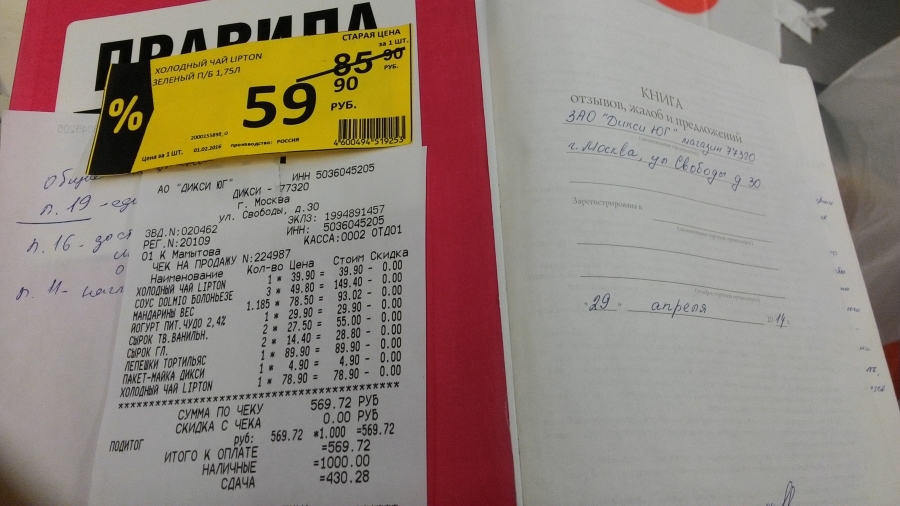 ПРАВИЛА
ХОЛОДНЫЙ ЧАЙ LIPTON
ЗЕЛЕНЫЙ П/Б 1,75Л
СТАРАЯ ЦЕНА
за 1 шт.
85 90
РУБ.
%
59 90
РУБ.
2000155898_0
Цена за 1 ШТ. 01.02.2016 производство: РОССИЯ
4600494519253
п. 19 -
п. 16 -
п. 11 -
АО "ДИКСИ ЮГ" ИНН 5036045205
ДИКСИ - 77320
г. Москва
ул. Свободы, д.30
ЗВД.N:020462 ЭКЛЗ: 1994891457
РЕГ.N:20109 ИНН: 5036045205
01 К Мамытова КАССА:0002 ОТД01
ЧЕК НА ПРОДАЖУ N:224987
Наименование Кол-во Цена Стоим Скидка
ХОЛОДНЫЙ ЧАЙ LIPTON 1 * 39.90 = 39.90 - 0.00
СОУС DOLMIO БОЛОНЬЕЗЕ 3 * 49.80 = 149.40 - 0.00
МАНДАРИНЫ ВЕС 1.185 * 78.50 = 93.02 - 0.00
ЙОГУРТ ПИТ.ЧУДО 2,4% 1 * 29.90 = 29.90 - 0.00
СЫРОК ТВ.ВАНИЛЬН. 2 * 27.50 = 55.00 - 0.00
СЫРОК ГЛ. 2 * 14.40 = 28.80 - 0.00
ЛЕПЕШКИ ТОРТИЛЬЯС 1 * 89.90 = 89.90 - 0.00
ПАКЕТ-МАЙКА ДИКСИ 1 * 4.90 = 4.90 - 0.00
ХОЛОДНЫЙ ЧАЙ LIPTON 1 * 78.90 = 78.90 - 0.00
СУММА ПО ЧЕКУ 569.72 РУБ
СКИДКА С ЧЕКА 0.00 РУБ
ПОДИТОГ руб: 569.72 *1.000 =569.72
ИТОГО К ОПЛАТЕ =569.72
НАЛИЧНЫЕ =1000.00
СДАЧА =430.28
КНИГА
отзывов, жалоб и предложений
ЗАО "Дикси Юг" магазин 77320
г. Москва, ул Свободы д 30
Зарегистрирована в
"29" апреля 2014г.